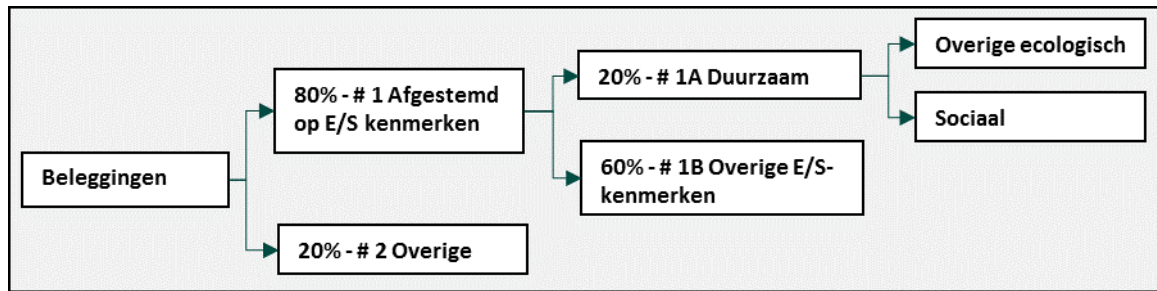 Beleggingen
80% - # 1 Afgestemd
op E/S kenmerken
20% - # 2 Overige
20% - # 1A Duurzaam
60% - # 1B Overige E/S-
kenmerken
Overige ecologisch
Sociaal